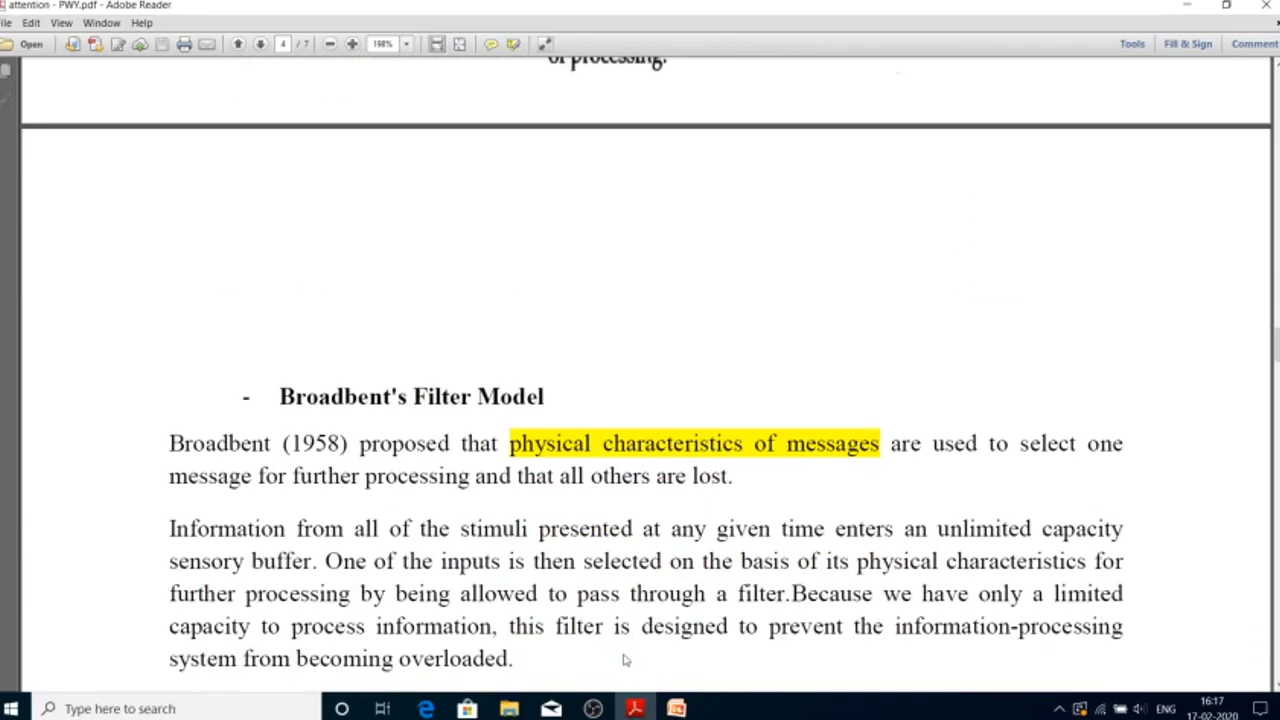 attention - PWY.pdf - Adobe Reader
File Edit View Window Help
Open 4 / 7 198% Tools Fill & Sign Comment
of processing.
- Broadbent's Filter Model
Broadbent (1958) proposed that physical characteristics of messages are used to select one
message for further processing and that all others are lost.
Information from all of the stimuli presented at any given time enters an unlimited capacity
sensory buffer. One of the inputs is then selected on the basis of its physical characteristics for
further processing by being allowed to pass through a filter.Because we have only a limited
capacity to process information, this filter is designed to prevent the information-processing
system from becoming overloaded.
Type here to search
ENG
16:17
17-02-2020